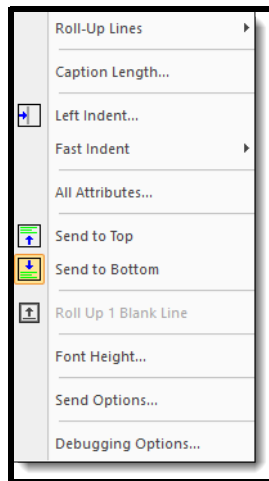 Roll-Up Lines
Caption Length...
Left Indent...
Fast Indent
All Attributes...
Send to Top
Send to Bottom
Roll Up 1 Blank Line
Font Height...
Send Options...
Debugging Options...